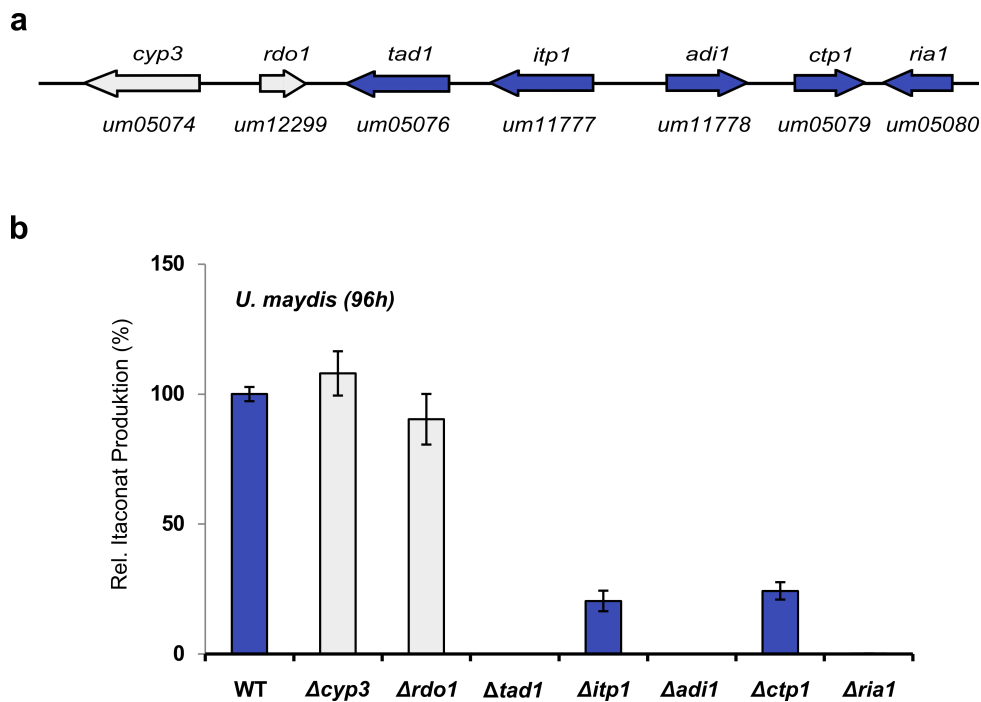 a
cyp3 rdo1 tad1 itp1 adi1 ctp1 ria1
um05074 um12299 um05076 um11777 um11778 um05079 um05080
b
Rel. Itaconat Produktion (%)
150
U. maydis (96h)
100
50
0
WT Δcyp3 Δrdo1 Δtad1 Δitp1 Δadi1 Δctp1 Δria1